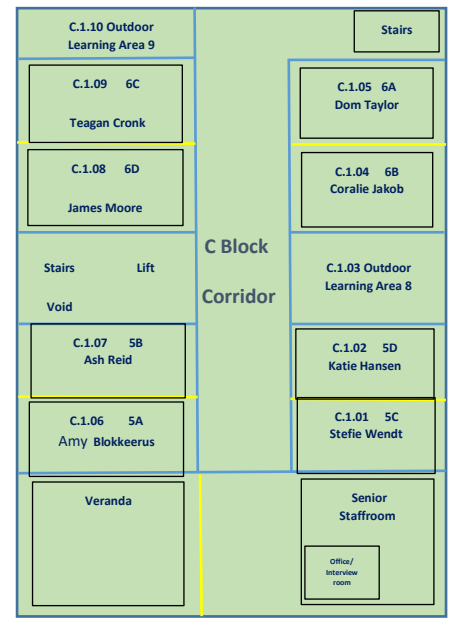 C.1.10 Outdoor
Learning Area 9
Stairs
C.1.09 6C
Teagan Cronk
C.1.05 6A
Dom Taylor
C.1.08 6D
James Moore
C.1.04 6B
Coralie Jakob
C Block
Corridor
Stairs Lift
Void
C.1.03 Outdoor
Learning Area 8
C.1.07 5B
Ash Reid
C.1.02 5D
Katie Hansen
C.1.06 5A
Amy Blokkeerus
C.1.01 5C
Stefie Wendt
Veranda
Senior
Staffroom
Office/
Interview
room